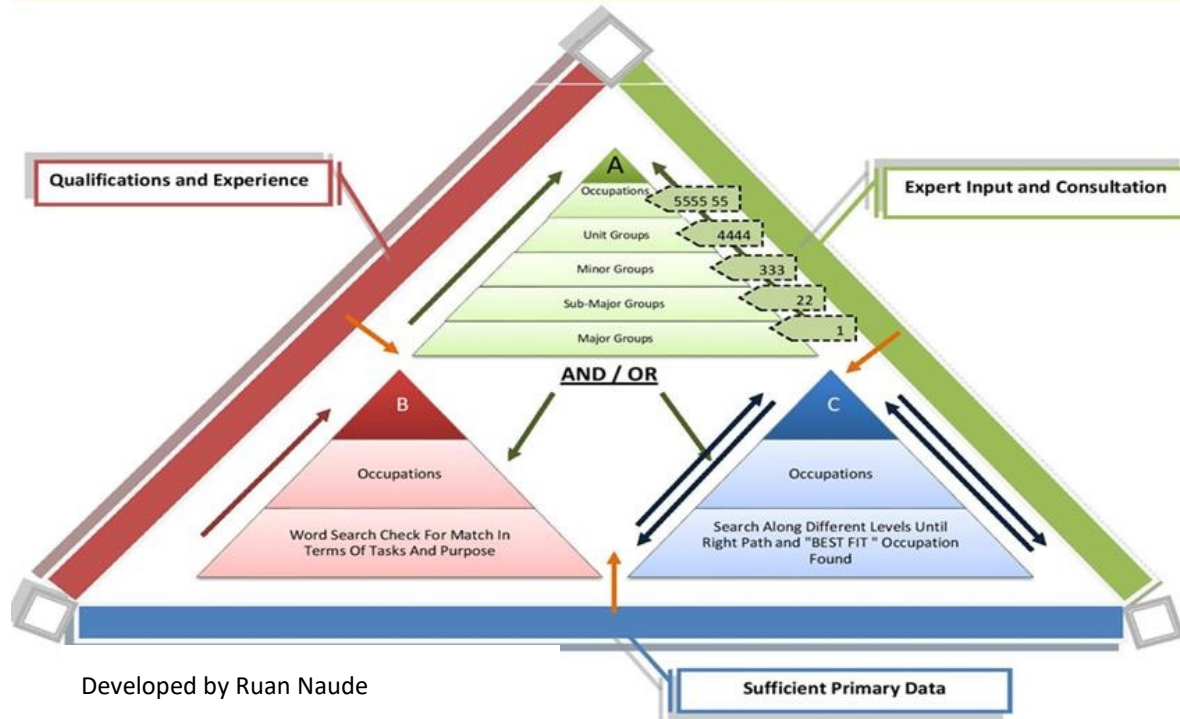 A
Occupations
5555 55
Unit Groups
4444
Minor Groups
333
Sub-Major Groups
22
Major Groups
1
Qualifications and Experience
Expert Input and Consultation
AND / OR
B
Occupations
Word Search Check For Match In
Terms Of Tasks And Purpose
C
Occupations
Search Along Different Levels Until
Right Path and "BEST FIT " Occupation
Found
Developed by Ruan Naude
Sufficient Primary Data